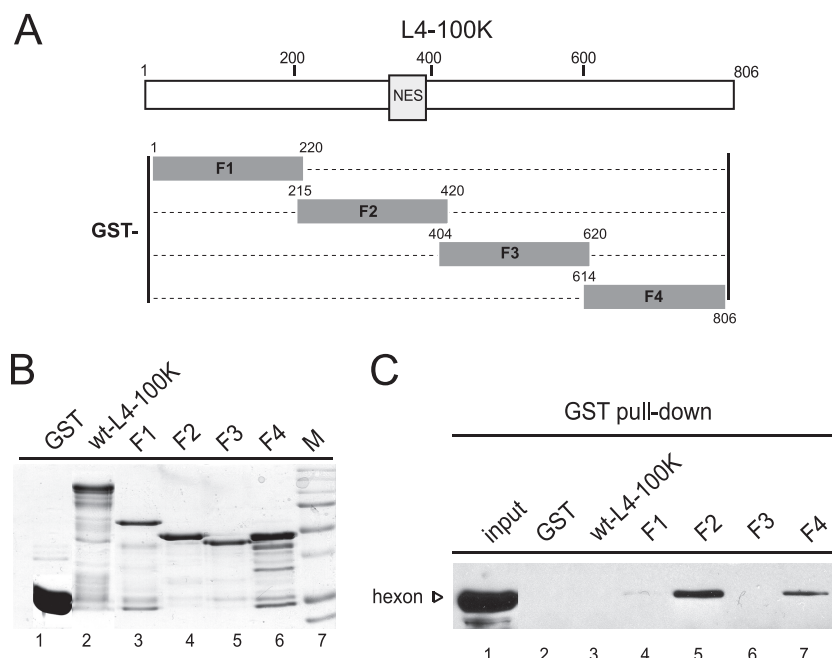 A
L4-100K
1 200 400 600 806
NES
1 F1 220
215 F2 420
GST-
404 F3 620
614 F4
806
B
GST wt-L4-100K F1 F2 F3 F4 M
1 2 3 4 5 6 7
C
GST pull-down
input GST wt-L4-100K F1 F2 F3 F4
hexon
1 2 3 4 5 6 7